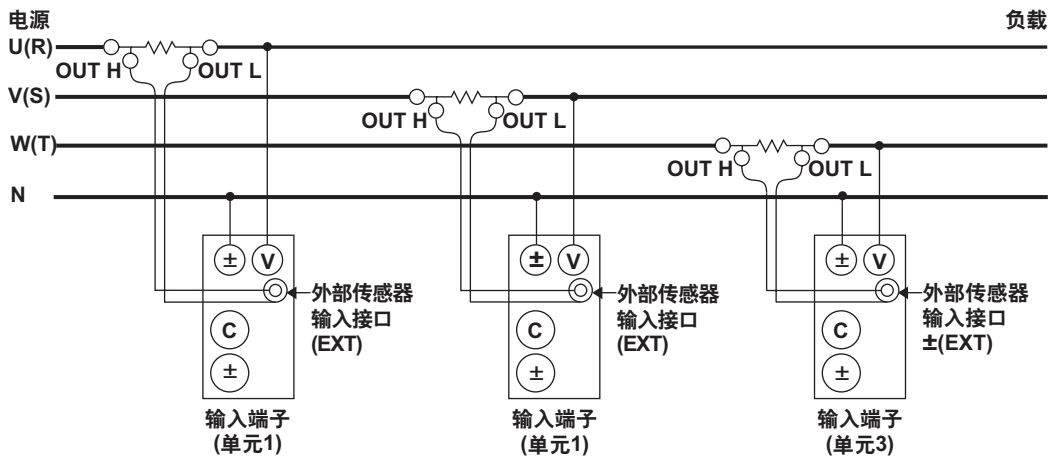 电源
负载
U(R)
OUT H
OUT L
V(S)
OUT H
OUT L
W(T)
OUT H
OUT L
N
± V
± V
± V
外部传感器
输入接口
(EXT)
外部传感器
输入接口
(EXT)
外部传感器
输入接口
±(EXT)
C
C
C
±
±
±
输入端子
(单元1)
输入端子
(单元1)
输入端子
(单元3)